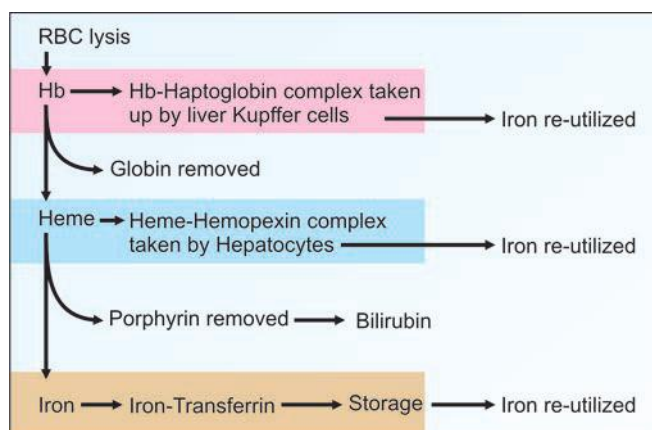 RBC lysis
Hb
Hb-Haptoglobin complex taken
up by liver Kupffer cells
Iron re-utilized
Globin removed
Heme
Heme-Hemopexin complex
taken by Hepatocytes
Iron re-utilized
Porphyrin removed
Bilirubin
Iron
Iron-Transferrin
Storage
Iron re-utilized